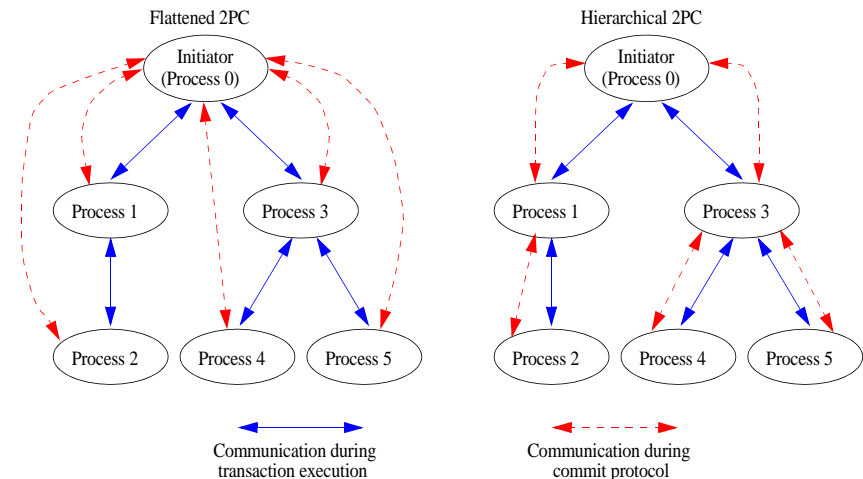 Flattened 2PC
Initiator
(Process 0)
Process 1
Process 3
Process 2
Process 4
Process 5
Hierarchical 2PC
Initiator
(Process 0)
Process 1
Process 3
Process 2
Process 4
Process 5
Communication during
transaction execution
Communication during
commit protocol